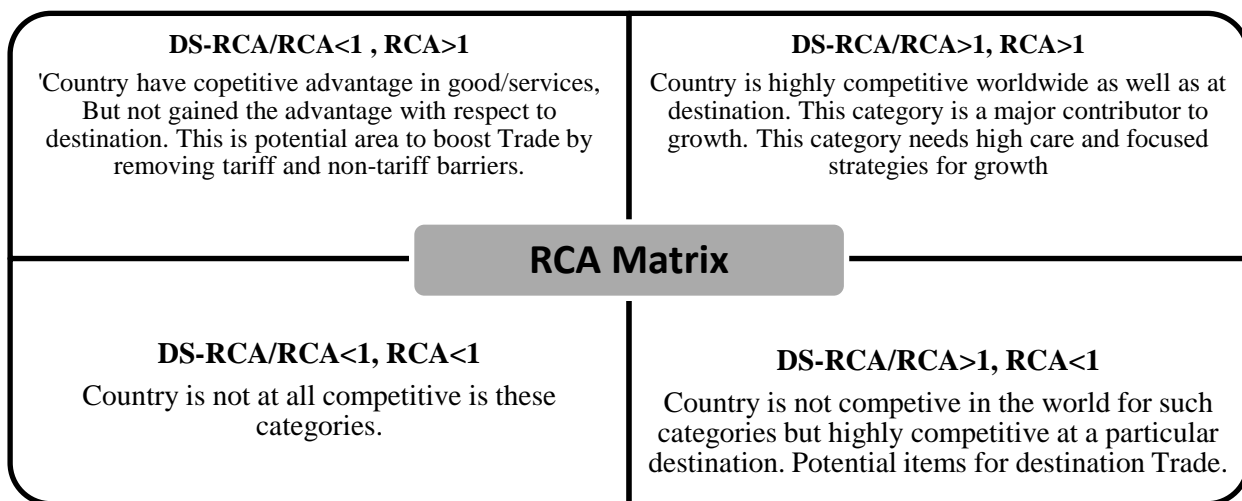 DS-RCA/RCA<1 , RCA>1
'Country have copetitive advantage in good/services,
But not gained the advantage with respect to
destination. This is potential area to boost Trade by
removing tariff and non-tariff barriers.
DS-RCA/RCA>1, RCA>1
Country is highly competitive worldwide as well as at
destination. This category is a major contributor to
growth. This category needs high care and focused
strategies for growth
RCA Matrix
DS-RCA/RCA<1, RCA<1
Country is not at all competitive is these
categories.
DS-RCA/RCA>1, RCA<1
Country is not competive in the world for such
categories but highly competitive at a particular
destination. Potential items for destination Trade.